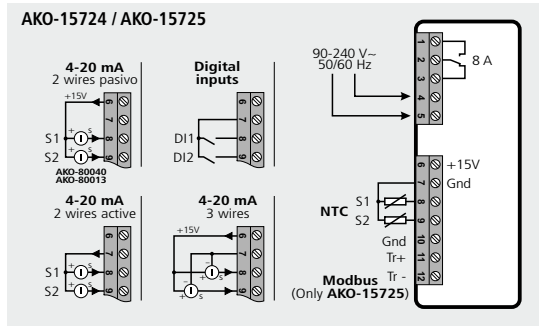 AKO-15724 / AKO-15725
4-20 mA
2 wires pasivo
+15V
6
7
8
9
S1
+
s
S2
+
s
AKO-80040
AKO-80013
Digital
inputs
6
7
8
9
DI1
DI2
4-20 mA
2 wires active
6
7
8
9
S1
+
s
S2
+
s
4-20 mA
3 wires
+15V
6
7
8
9
S1
-
+
s
S2
-
+
s
90-240 V~
50/60 Hz
1
2
3
4
5
8 A
6
7
8
9
10
11
12
+15V
Gnd
NTC
S1
S2
Gnd
Tr+
Tr -
Modbus
(Only AKO-15725)